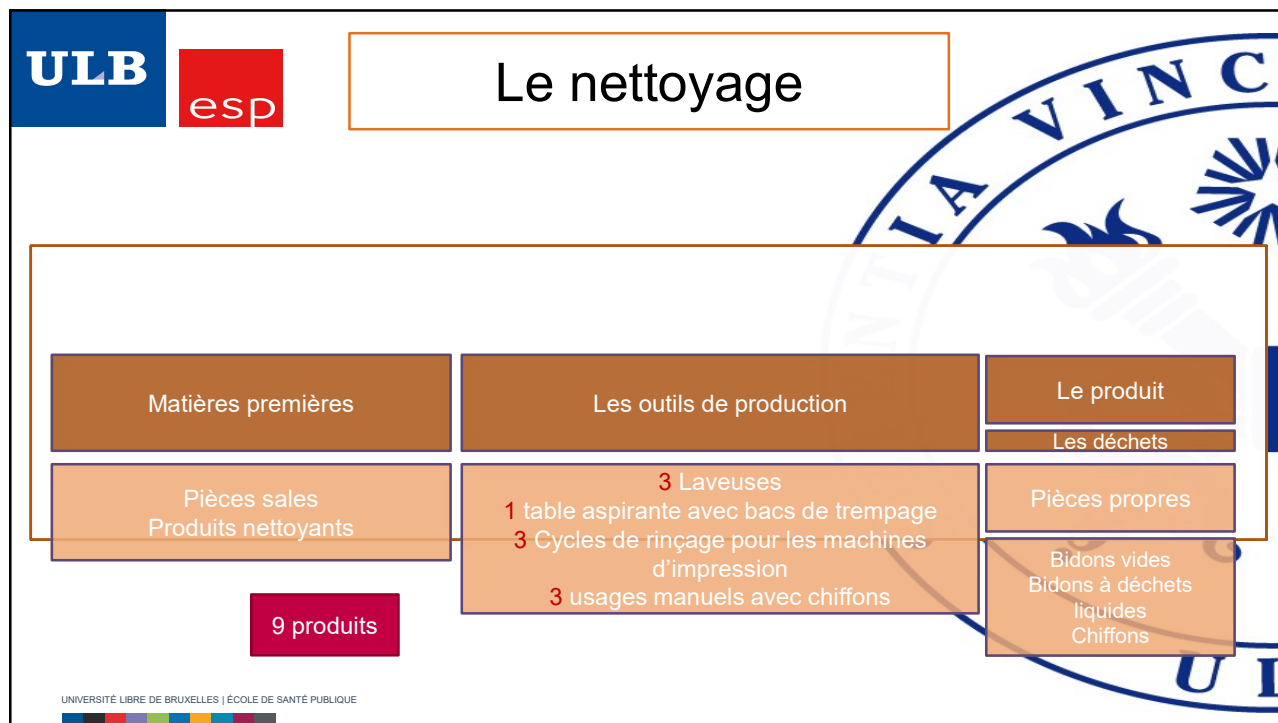 ULB
esp
Le nettoyage
NTIA VINC
Matières premières
Les outils de production
Le produit
Les déchets
Pièces sales
Produits nettoyants
3 Laveuses
1 table aspirante avec bacs de trempage
3 Cycles de rinçage pour les machines
d’impression
3 usages manuels avec chiffons
Pièces propres
Bidons vides
Bidons à déchets
liquides
Chiffons
9 produits
UNIVERSITÉ LIBRE DE BRUXELLES | ÉCOLE DE SANTÉ PUBLIQUE